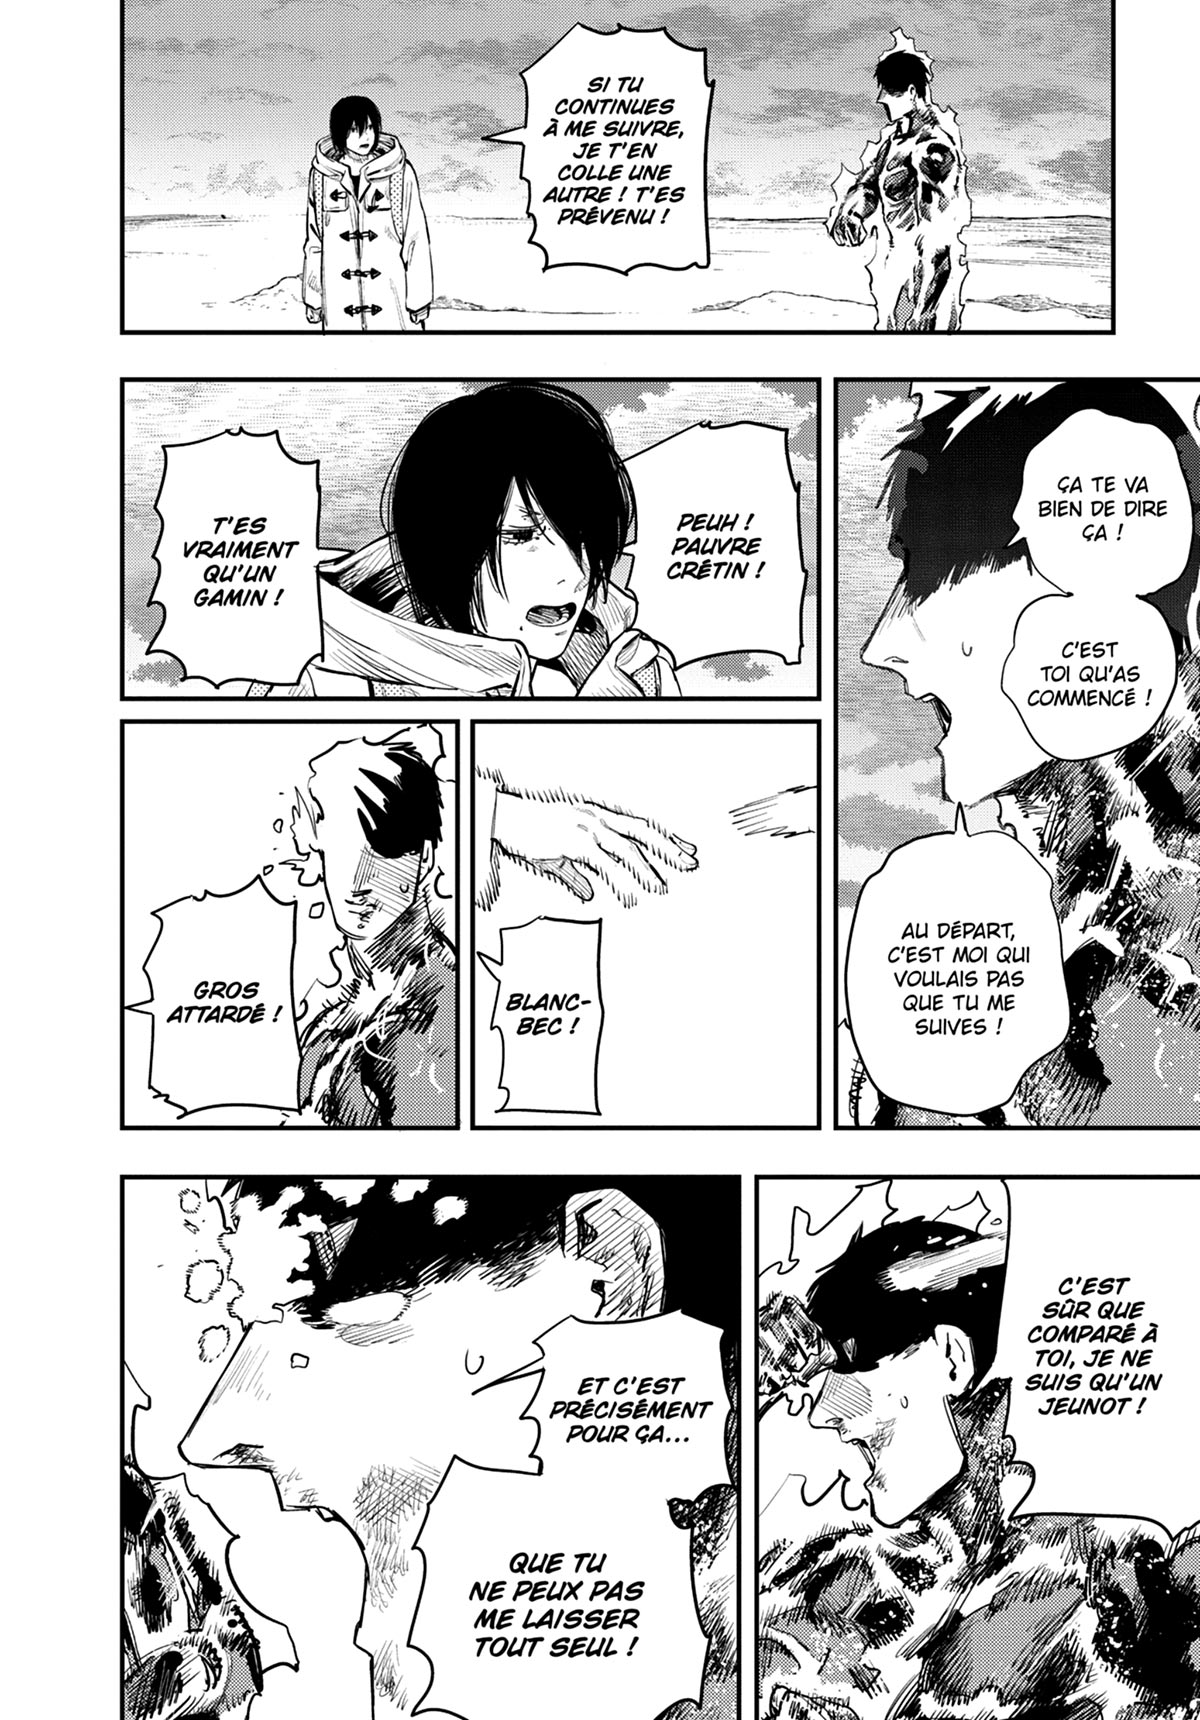 SI TU
CONTINUES
À ME SUIVRE,
JE T'EN
COLLE UNE
AUTRE ! T'ES
PRÉVENU !
ÇA TE VA
BIEN DE DIRE
ÇA !
C'EST
TOI QU'AS
COMMENCÉ !
AU DÉPART,
C'EST MOI QUI
VOULAIS PAS
QUE TU ME
SUIVES !
PEUH !
PAUVRE
CRÉTIN !
T'ES
VRAIMENT
QU'UN
GAMIN !
BLANC-
BEC !
GROS
ATTARDÉ !
C'EST
SÛR QUE
COMPARÉ À
TOI, JE NE
SUIS QU'UN
JEUNOT !
ET C'EST
PRÉCISÉMENT
POUR ÇA...
QUE TU
NE PEUX PAS
ME LAISSER
TOUT SEUL !